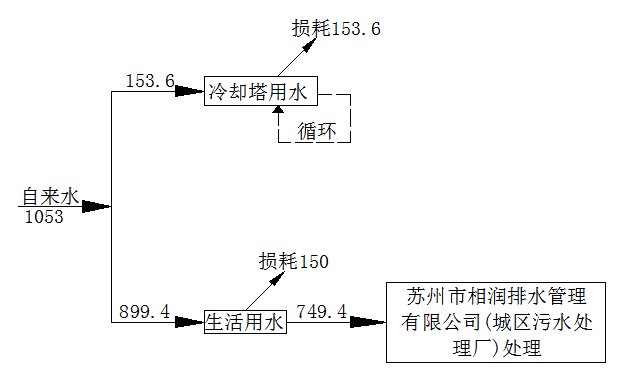 损耗153.6
153.6
冷却塔用水
循环
自来水
1053
损耗150
899.4
生活用水
749.4
苏州市相润排水管理
有限公司(城区污水处
理厂)处理